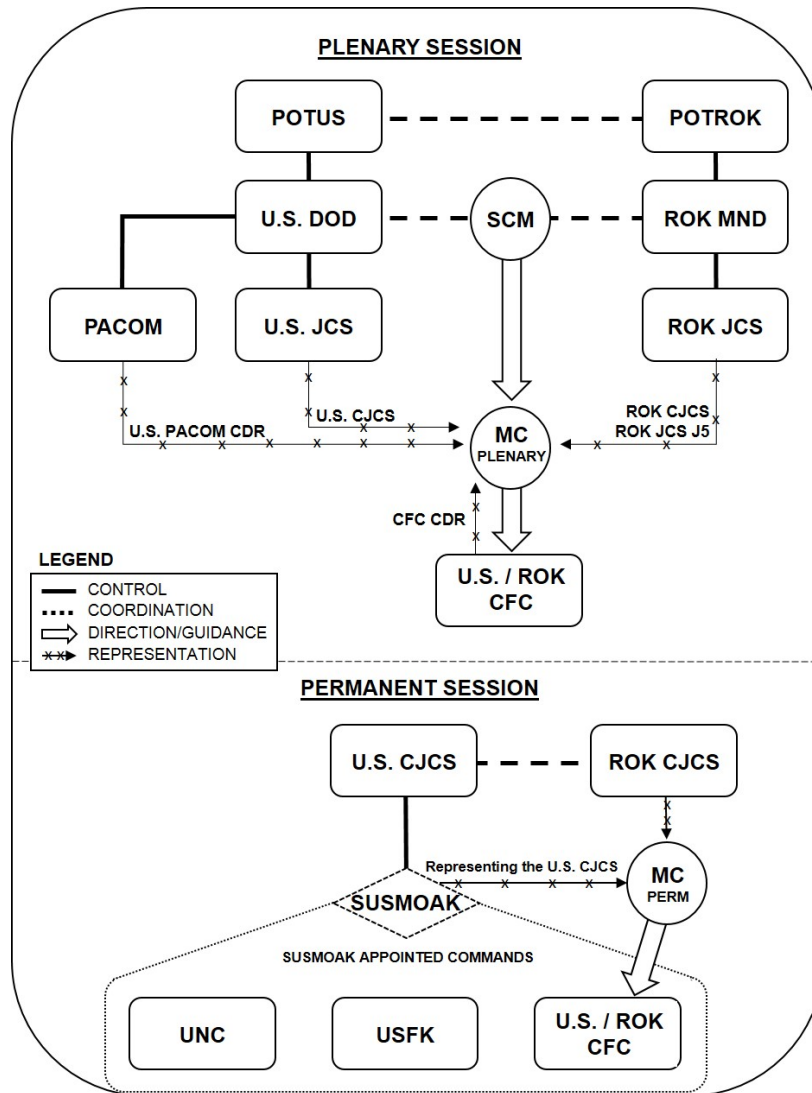 PLENARY SESSION
POTUS
POTROK
U.S. DOD
SCM
ROK MND
PACOM
U.S. JCS
ROK JCS
U.S. CJCS
ROK CJCS
U.S. PACOM CDR
ROK JCS J5
MC
PLENARY
CFC CDR
U.S. / ROK
CFC
LEGEND
CONTROL
COORDINATION
DIRECTION/GUIDANCE
REPRESENTATION
PERMANENT SESSION
U.S. CJCS
ROK CJCS
Representing the U.S. CJCS
MC
PERM
SUSMOAK
SUSMOAK APPOINTED COMMANDS
UNC
USFK
U.S. / ROK
CFC